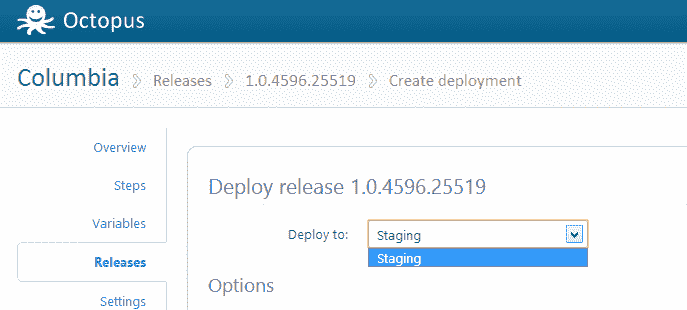 Octopus
Columbia Releases 1.0.4596.25519 Create deployment
Overview
Steps
Variables
Releases
Settings
Deploy release 1.0.4596.25519
Deploy to: Staging
Staging
Options